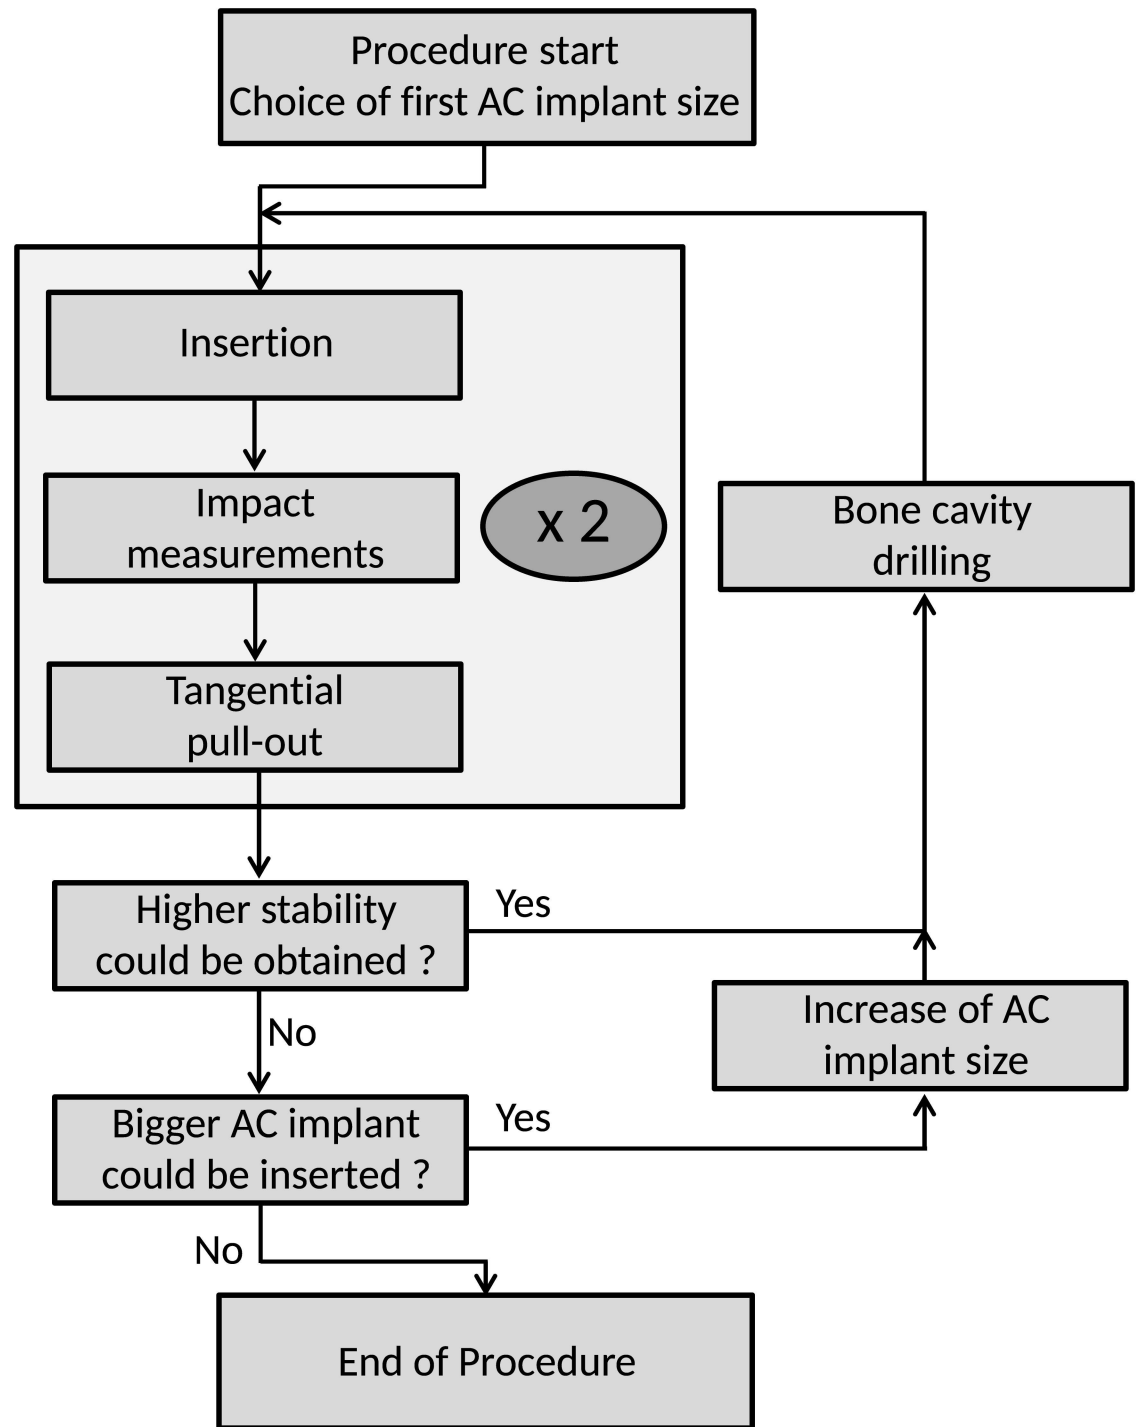 Procedure start
Choice of first AC implant size
Insertion
Impact
measurements
x 2
Bone cavity
drilling
Tangential
pull-out
Higher stability
could be obtained ?
Yes
No
Increase of AC
implant size
Bigger AC implant
could be inserted ?
Yes
No
End of Procedure